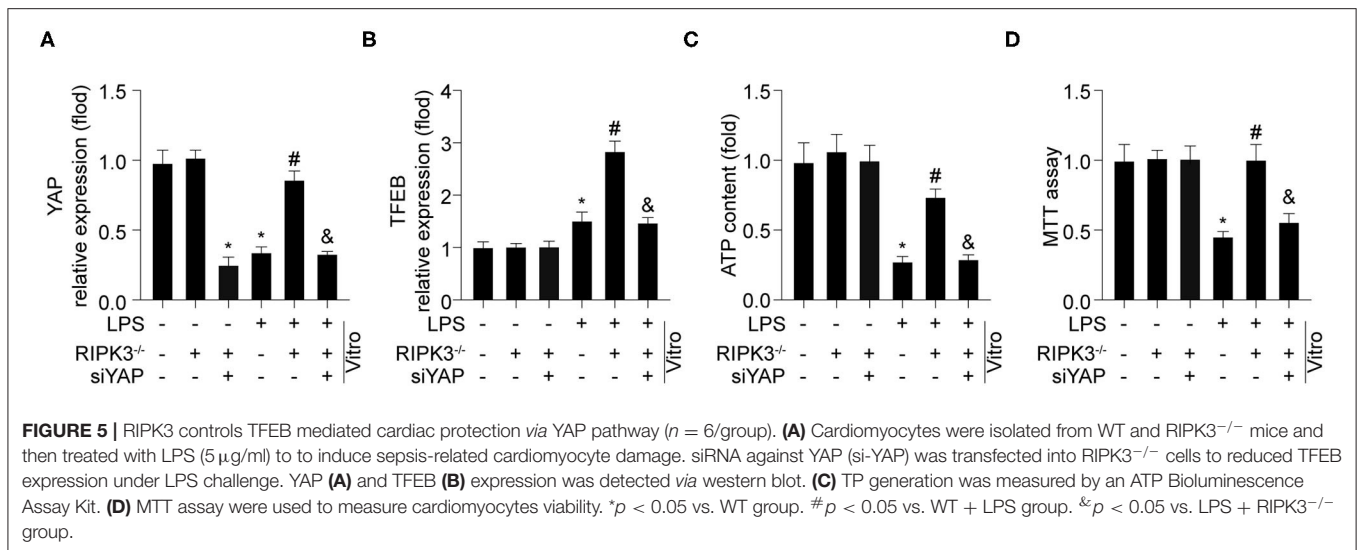 A
B
C
D
YAP
relative expression (flod)
1.5
1.0
0.5
0.0
*
*
#
&
LPS - - - + + +
RIPK3-/- - + + - + +
siYAP - - + - - +
Vitro
TFEB
relative expression (flod)
4
3
2
1
0
*
#
&
LPS - - - + + +
RIPK3-/- - + + - + +
siYAP - - + - - +
Vitro
ATP content (fold)
1.5
1.0
0.5
0.0
*
#
&
LPS - - - + + +
RIPK3-/- - + + - + +
siYAP - - + - - +
Vitro
MTT assay
1.5
1.0
0.5
0.0
*
#
&
LPS - - - + + +
RIPK3-/- - + + - + +
siYAP - - + - - +
Vitro
FIGURE 5 | RIPK3 controls TFEB mediated cardiac protection via YAP pathway (n = 6/group). (A) Cardiomyocytes were isolated from WT and RIPK3−/− mice and
then treated with LPS (5 μg/ml) to to induce sepsis-related cardiomyocyte damage. siRNA against YAP (si-YAP) was transfected into RIPK3−/− cells to reduced TFEB
expression under LPS challenge. YAP (A) and TFEB (B) expression was detected via western blot. (C) TP generation was measured by an ATP Bioluminescence
Assay Kit. (D) MTT assay were used to measure cardiomyocytes viability. *p < 0.05 vs. WT group. #p < 0.05 vs. WT + LPS group. &p < 0.05 vs. LPS + RIPK3−/−
group.